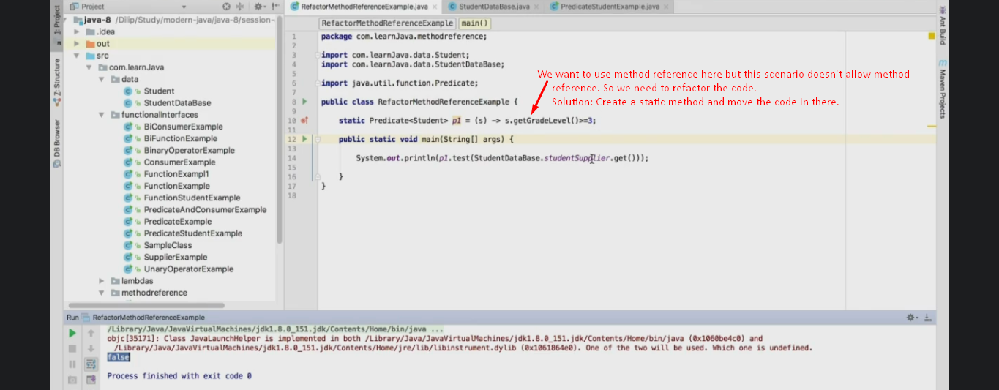 Project
RefactorMethodReferenceExample.java
StudentDataBase.java
PredicateStudentExample.java
1: Project
Z: Structure
DB Browser
Ant Build
Maven Projects
java-8 /Dilip/Study/modern-java/java-8/session-
.idea
out
src
com.learnJava
data
Student
StudentDataBase
functionalInterfaces
BiConsumerExample
BiFunctionExample
BinaryOperatorExample
ConsumerExample
FunctionExampl1
FunctionExample
FunctionStudentExample
PredicateAndConsumerExample
PredicateExample
PredicateStudentExample
SampleClass
SupplierExample
UnaryOperatorExample
lambdas
methodreference
RefactorMethodReferenceExample main()
1 package com.learnJava.methodreference;
2
3 import com.learnJava.data.Student;
4 import com.learnJava.data.StudentDataBase;
5
6 import java.util.function.Predicate;
7
8 public class RefactorMethodReferenceExample {
9
10 static Predicate<Student> p1 = (s) -> s.getGradeLevel()>=3;
11
12 public static void main(String[] args) {
13
14 System.out.println(p1.test(StudentDataBase.studentSupplier.get()));
15
16 }
17 }
18
We want to use method reference here but this scenario doesn't allow method
reference. So we need to refactor the code.
Solution: Create a static method and move the code in there.
Run RefactorMethodReferenceExample
/Library/Java/JavaVirtualMachines/jdk1.8.0_151.jdk/Contents/Home/bin/java ...
objc[35171]: Class JavaLaunchHelper is implemented in both /Library/Java/JavaVirtualMachines/jdk1.8.0_151.jdk/Contents/Home/bin/java (0x1060be4c0) and
/Library/Java/JavaVirtualMachines/jdk1.8.0_151.jdk/Contents/Home/jre/lib/libinstrument.dylib (0x1061864e0). One of the two will be used. Which one is undefined.
false
Process finished with exit code 0